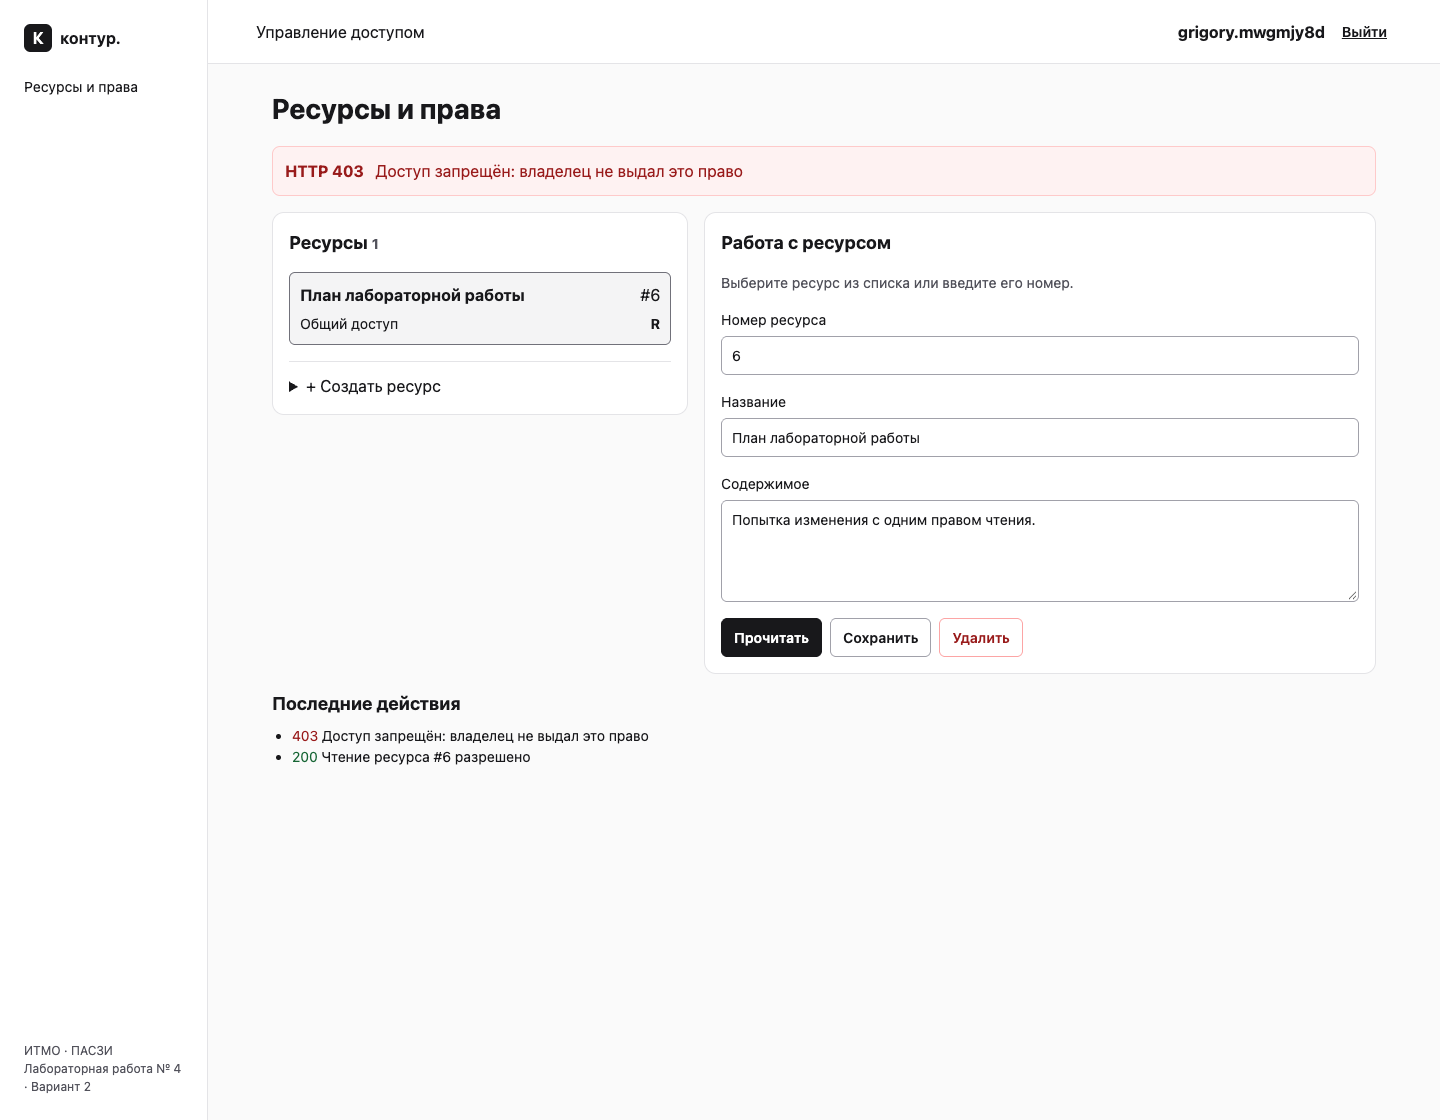 К контур.
Ресурсы и права
Управление доступом
grigory.mwgmjy8d Выйти
Ресурсы и права
HTTP 403 Доступ запрещён: владелец не выдал это право
Ресурсы 1
План лабораторной работы #6
Общий доступ R
+ Создать ресурс
Работа с ресурсом
Выберите ресурс из списка или введите его номер.
Номер ресурса
6
Название
План лабораторной работы
Содержимое
Попытка изменения с одним правом чтения.
Прочитать Сохранить Удалить
Последние действия
403 Доступ запрещён: владелец не выдал это право
200 Чтение ресурса #6 разрешено
ИТМО · ПАСЗИ
Лабораторная работа № 4
· Вариант 2